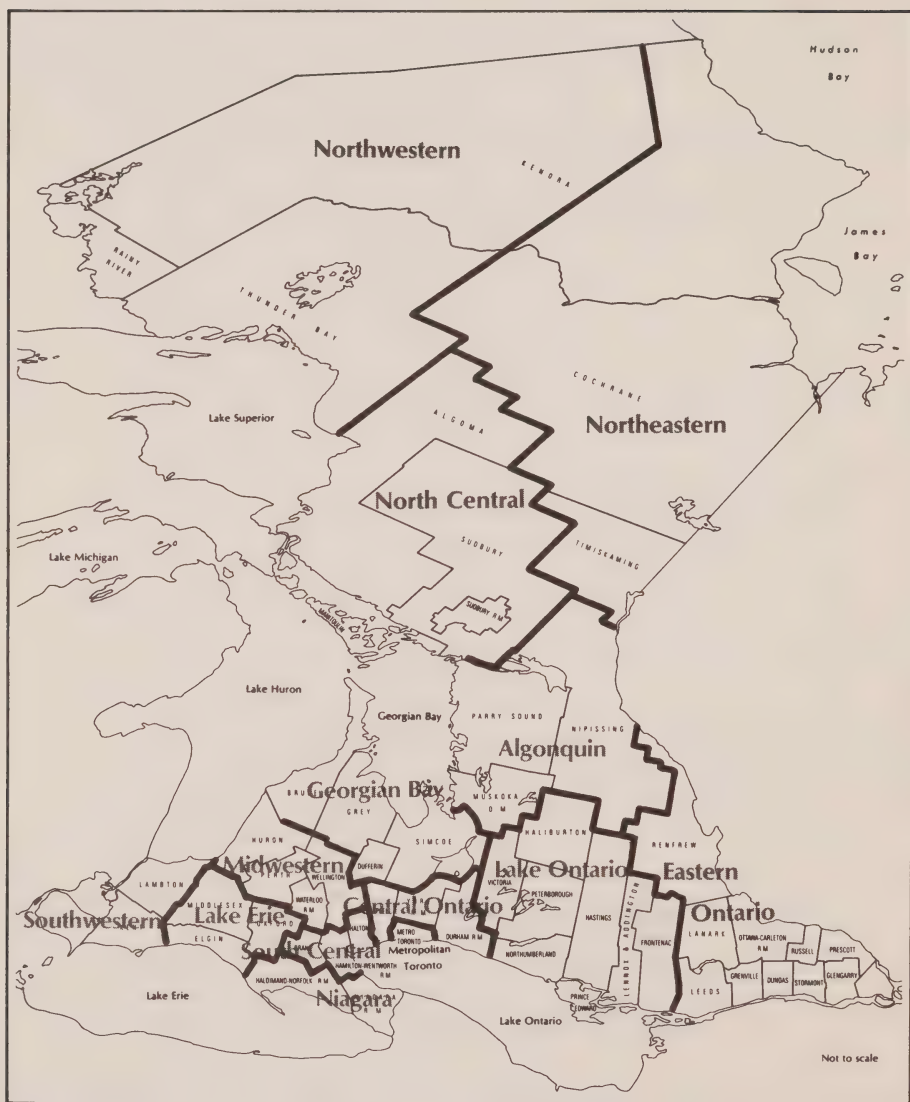 Hudson
Bay
Northwestern
KENORA
James
Bay
RAINY
RIVER
THUNDER BAY
COCHRANE
Lake Superior
ALGOMA
Northeastern
North Central
Lake Michigan
SUDBURY
TIMISKAMING
SUDBURY R M
MANITOULIN
Lake Huron
Georgian Bay
PARRY SOUND
NIPISSING
Algonquin
Georgian Bay
GREY
MUSKOKA
D M
SIMCOE
HALIBURTON
RENFREW
HURON
Midwestern
DUFFERIN
WELLINGTON
Lake Ontario
Eastern
VICTORIA
PETERBOROUGH
LAMBTON
MIDDLESEX
WATERLOO
R M
Southwestern
Lake Erie
Central Ontario
Ontario
HASTINGS
LENNOX & ADDINGTON
FRONTENAC
LANARK
OTTAWA-CARLETON
R M
RUSSELL
PRESCOTT
ELGIN
HALTON
METRO
TORONTO
DURHAM R M
South Central
Metropolitan
Toronto
NORTHUMBERLAND
HAMILTON-WENTWORTH
R M
HALDIMAND-NORFOLK R M
LEEDS
GRENVILLE
DUNDAS
STORMONT
GLENGARRY
PRINCE
EDWARD
Niagara
R M
Lake Erie
Lake Ontario
Not to scale